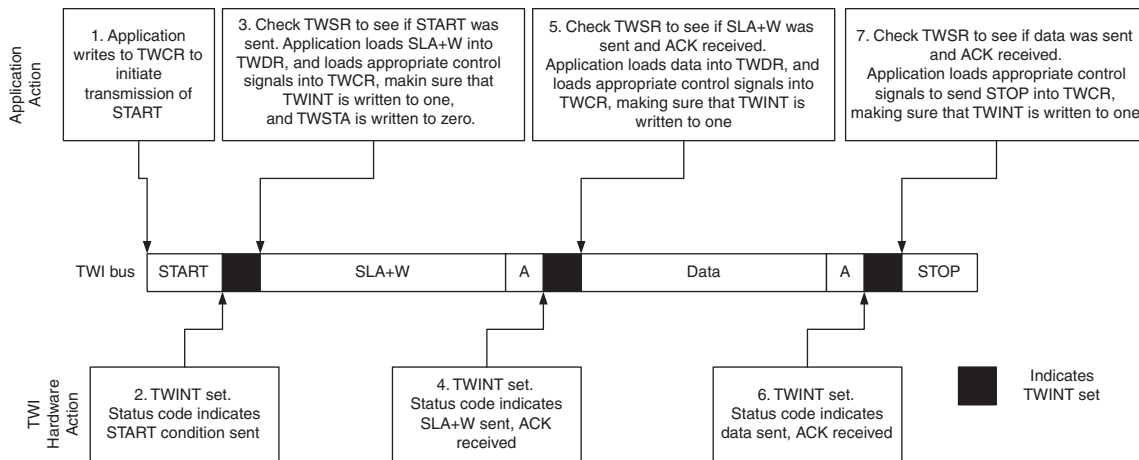 Application
Action
1. Application
writes to TWCR to
initiate
transmission of
START
3. Check TWSR to see if START was
sent. Application loads SLA+W into
TWDR, and loads appropriate control
signals into TWCR, makin sure that
TWINT is written to one,
and TWSTA is written to zero.
5. Check TWSR to see if SLA+W was
sent and ACK received.
Application loads data into TWDR, and
loads appropriate control signals into
TWCR, making sure that TWINT is
written to one
7. Check TWSR to see if data was sent
and ACK received.
Application loads appropriate control
signals to send STOP into TWCR,
making sure that TWINT is written to one
TWI bus
START
SLA+W
A
Data
A
STOP
TWI
Hardware
Action
2. TWINT set.
Status code indicates
START condition sent
4. TWINT set.
Status code indicates
SLA+W sent, ACK
received
6. TWINT set.
Status code indicates
data sent, ACK received
Indicates
TWINT set